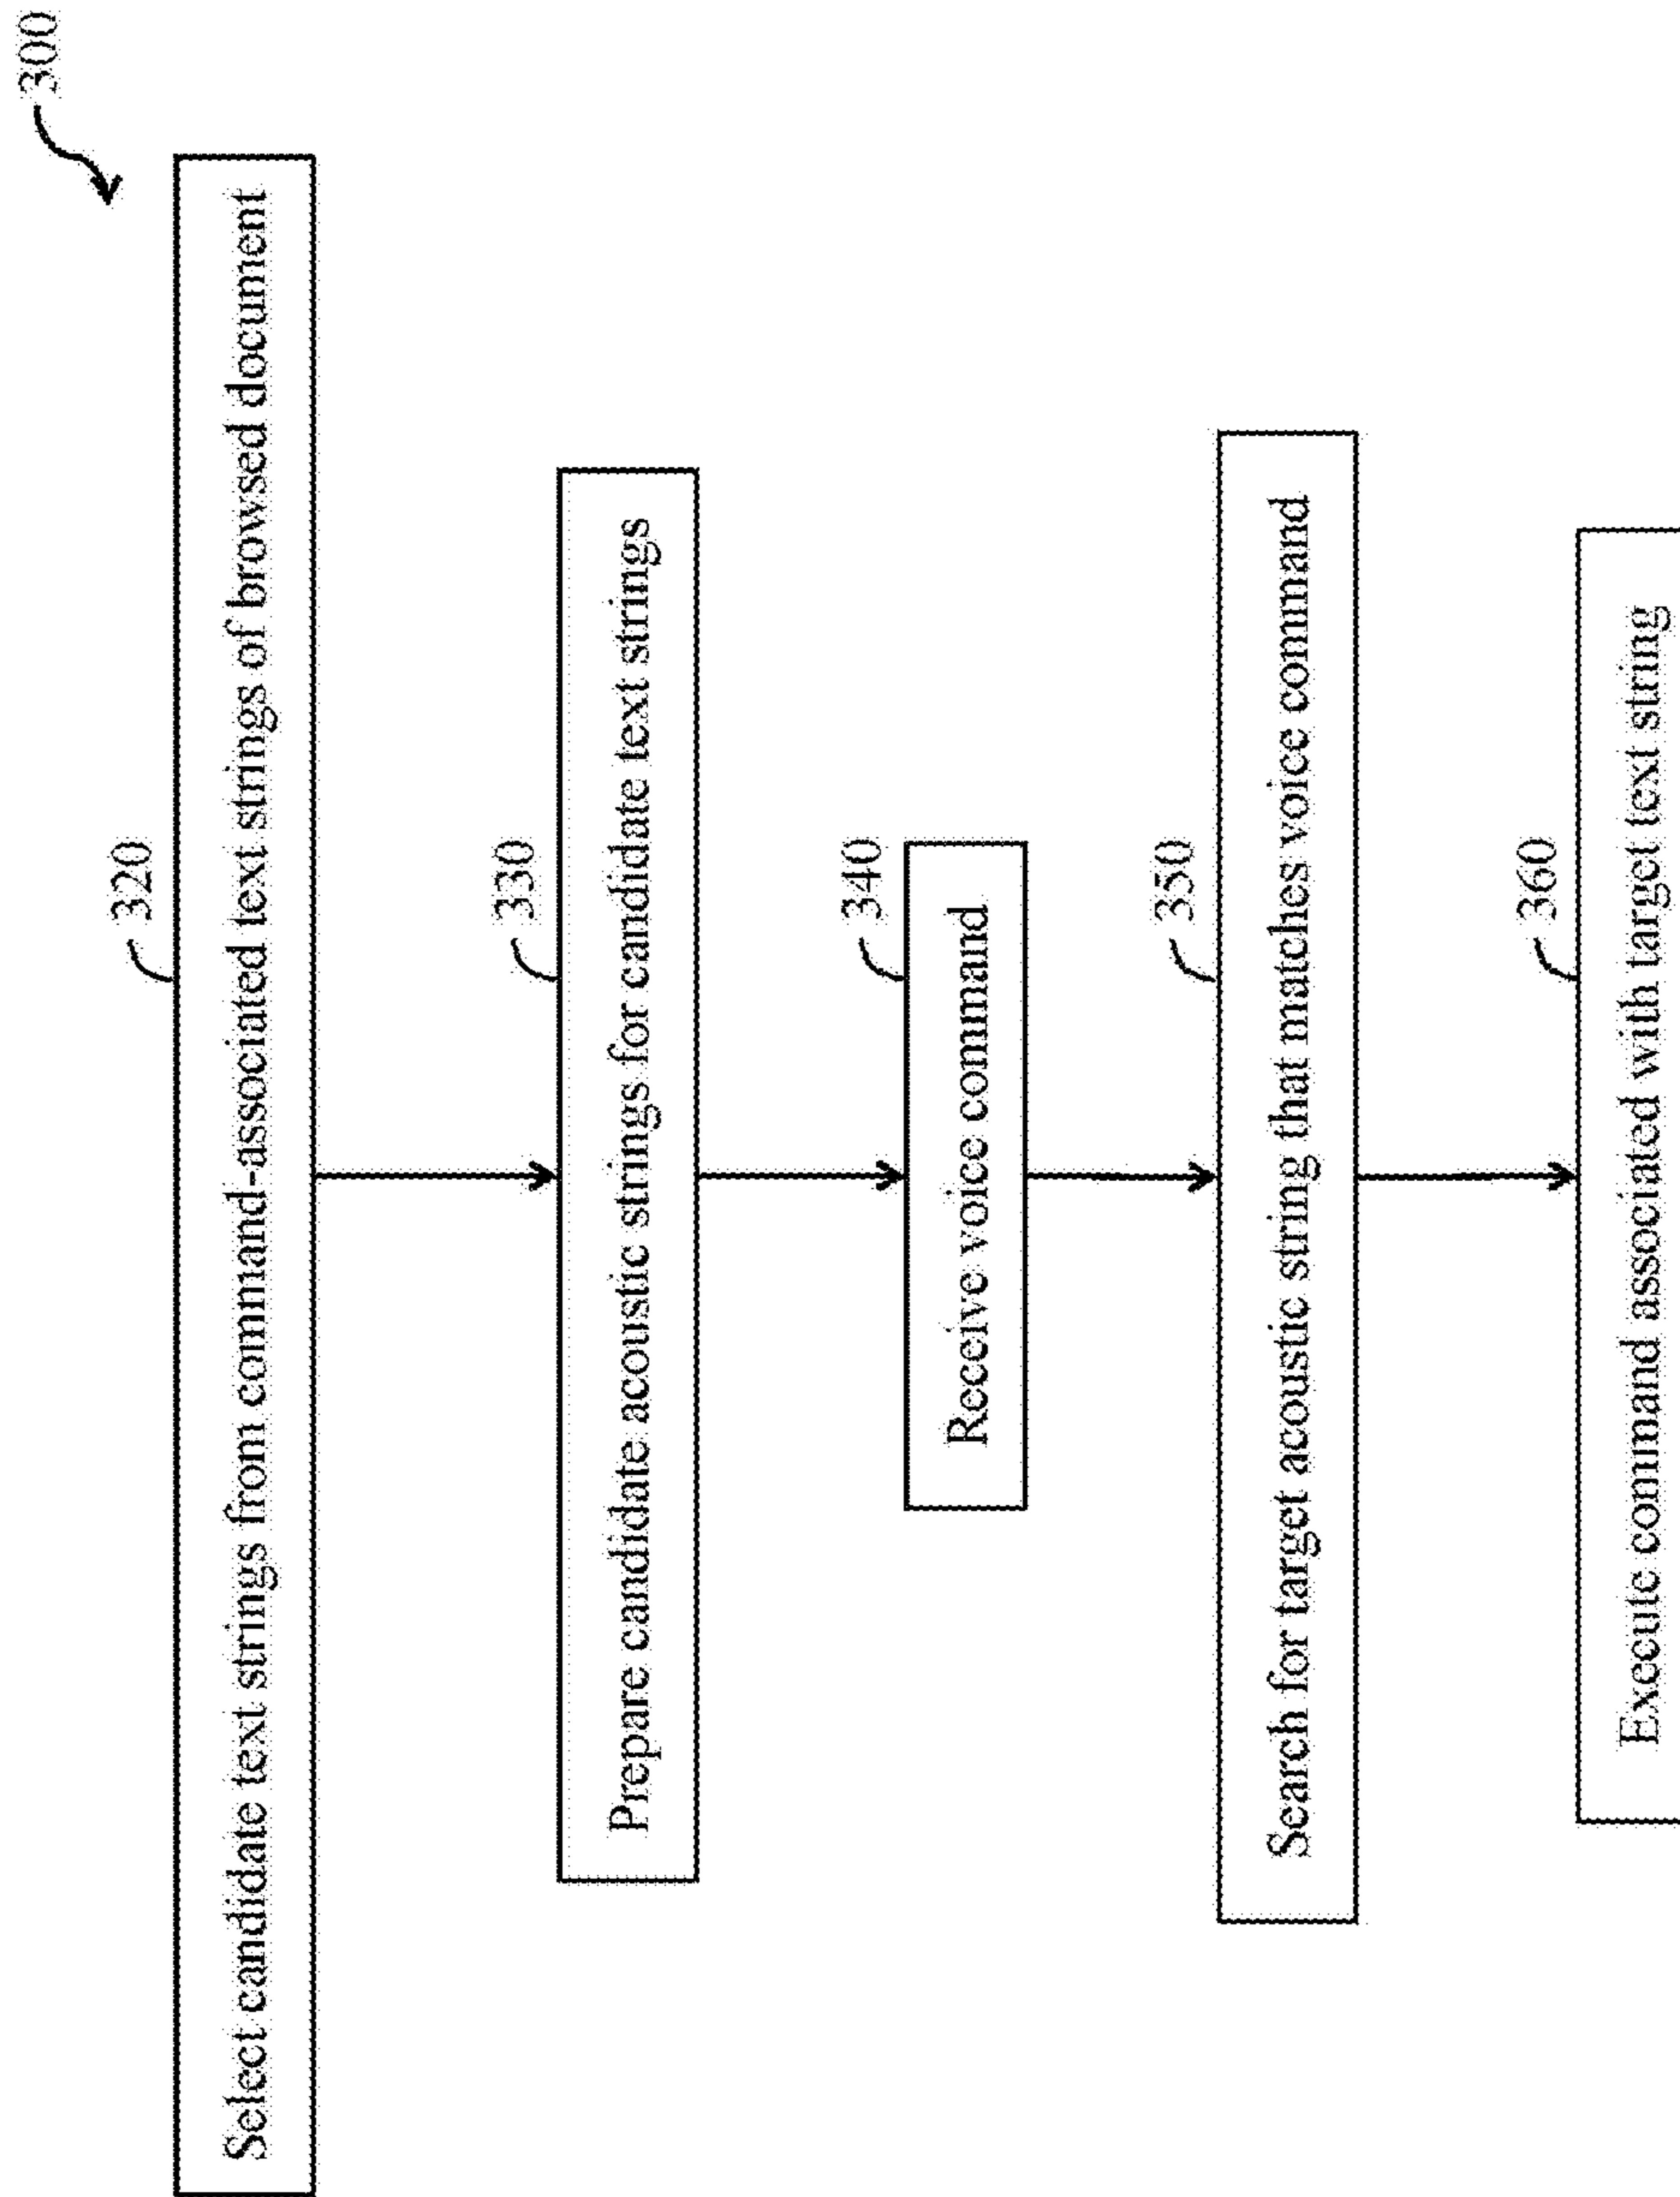 300
320
Select candidate text strings from command-associated text strings of browsed document
330
Prepare candidate acoustic strings for candidate text strings
340
Receive voice command
350
Search for target acoustic string that matches voice command
360
Execute command associated with target text string